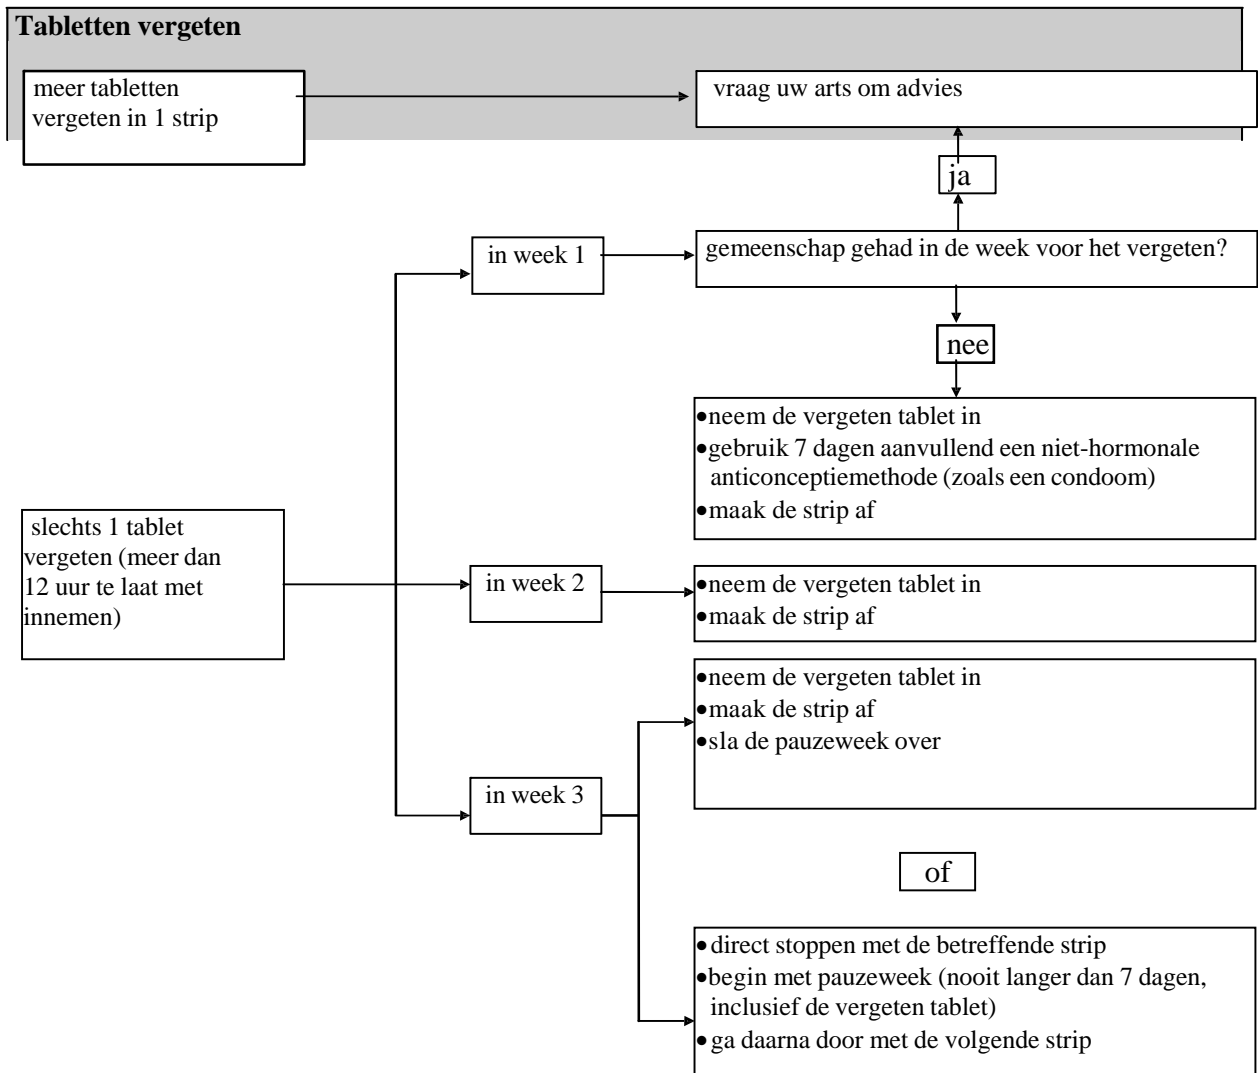 Tabletten vergeten
meer tabletten
vergeten in 1 strip
vraag uw arts om advies
ja
in week 1
gemeenschap gehad in de week voor het vergeten?
nee
•neem de vergeten tablet in
•gebruik 7 dagen aanvullend een niet-hormonale
anticonceptiemethode (zoals een condoom)
•maak de strip af
slechts 1 tablet
vergeten (meer dan
12 uur te laat met
innemen)
in week 2
•neem de vergeten tablet in
•maak de strip af
•neem de vergeten tablet in
•maak de strip af
•sla de pauzeweek over
in week 3
of
•direct stoppen met de betreffende strip
•begin met pauzeweek (nooit langer dan 7 dagen,
inclusief de vergeten tablet)
•ga daarna door met de volgende strip